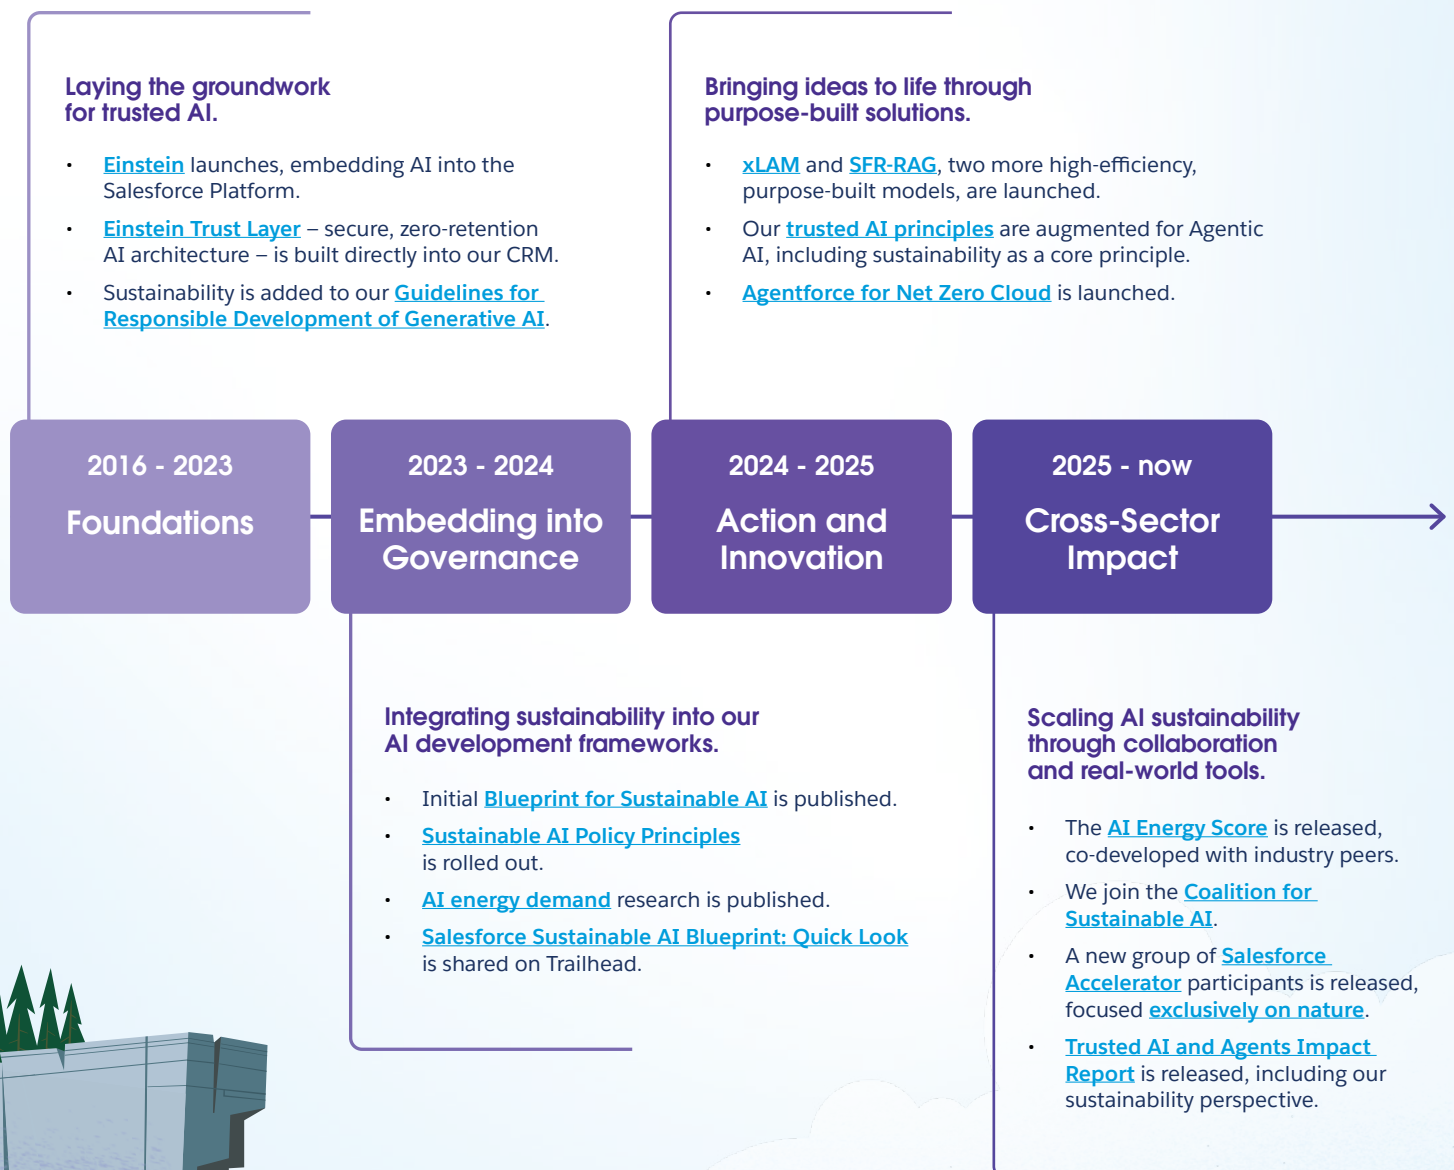 Laying the groundwork
for trusted AI.
• Einstein launches, embedding AI into the
Salesforce Platform.
• Einstein Trust Layer – secure, zero-retention
AI architecture – is built directly into our CRM.
• Sustainability is added to our Guidelines for
Responsible Development of Generative AI.
Bringing ideas to life through
purpose-built solutions.
• xLAM and SFR-RAG, two more high-efficiency,
purpose-built models, are launched.
• Our trusted AI principles are augmented for Agentic
AI, including sustainability as a core principle.
• Agentforce for Net Zero Cloud is launched.
2016 - 2023
Foundations
2023 - 2024
Embedding into
Governance
2024 - 2025
Action and
Innovation
2025 - now
Cross-Sector
Impact
Integrating sustainability into our
AI development frameworks.
• Initial Blueprint for Sustainable AI is published.
• Sustainable AI Policy Principles
is rolled out.
• AI energy demand research is published.
• Salesforce Sustainable AI Blueprint: Quick Look
is shared on Trailhead.
Scaling AI sustainability
through collaboration
and real-world tools.
• The AI Energy Score is released,
co-developed with industry peers.
• We join the Coalition for
Sustainable AI.
• A new group of Salesforce
Accelerator participants is released,
focused exclusively on nature.
• Trusted AI and Agents Impact
Report is released, including our
sustainability perspective.